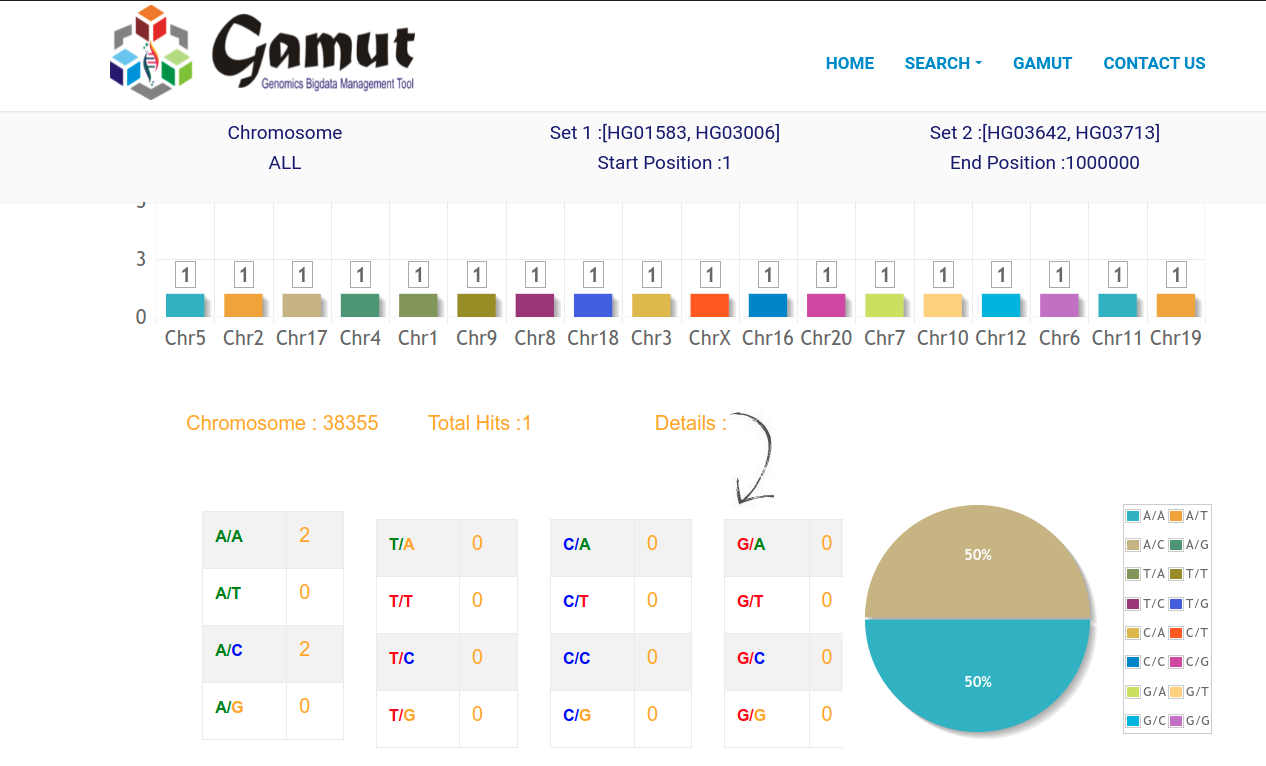 Gamut
Genomics Bigdata Management Tool
HOME SEARCH GAMUT CONTACT US
Chromosome Set 1 :[HG01583, HG03006] Set 2 :[HG03642, HG03713]
ALL Start Position :1 End Position :1000000
3
1 1 1 1 1 1 1 1 1 1 1 1 1 1 1 1 1 1
0
Chr5 Chr2 Chr17 Chr4 Chr1 Chr9 Chr8 Chr18 Chr3 ChrX Chr16 Chr20 Chr7 Chr10 Chr12 Chr6 Chr11 Chr19
Chromosome : 38355 Total Hits :1 Details :
A/A 2 T/A 0 C/A 0 G/A 0
A/T 0 T/T 0 C/T 0 G/T 0
A/C 2 T/C 0 C/C 0 G/C 0
A/G 0 T/G 0 C/G 0 G/G 0
50%
50%
A/A A/T
A/C A/G
T/A T/T
T/C T/G
C/A C/T
C/C C/G
G/A G/T
G/C G/G